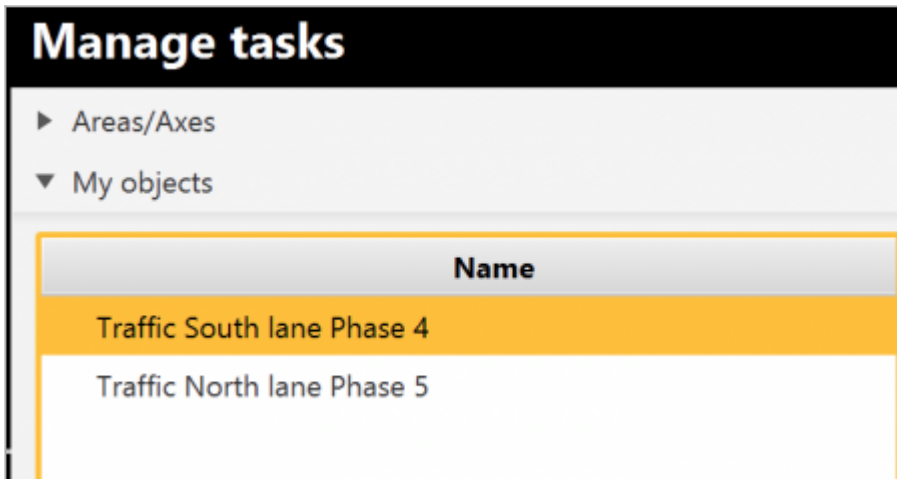 Manage tasks
Areas/Axes
My objects
Name
Traffic South lane Phase 4
Traffic North lane Phase 5